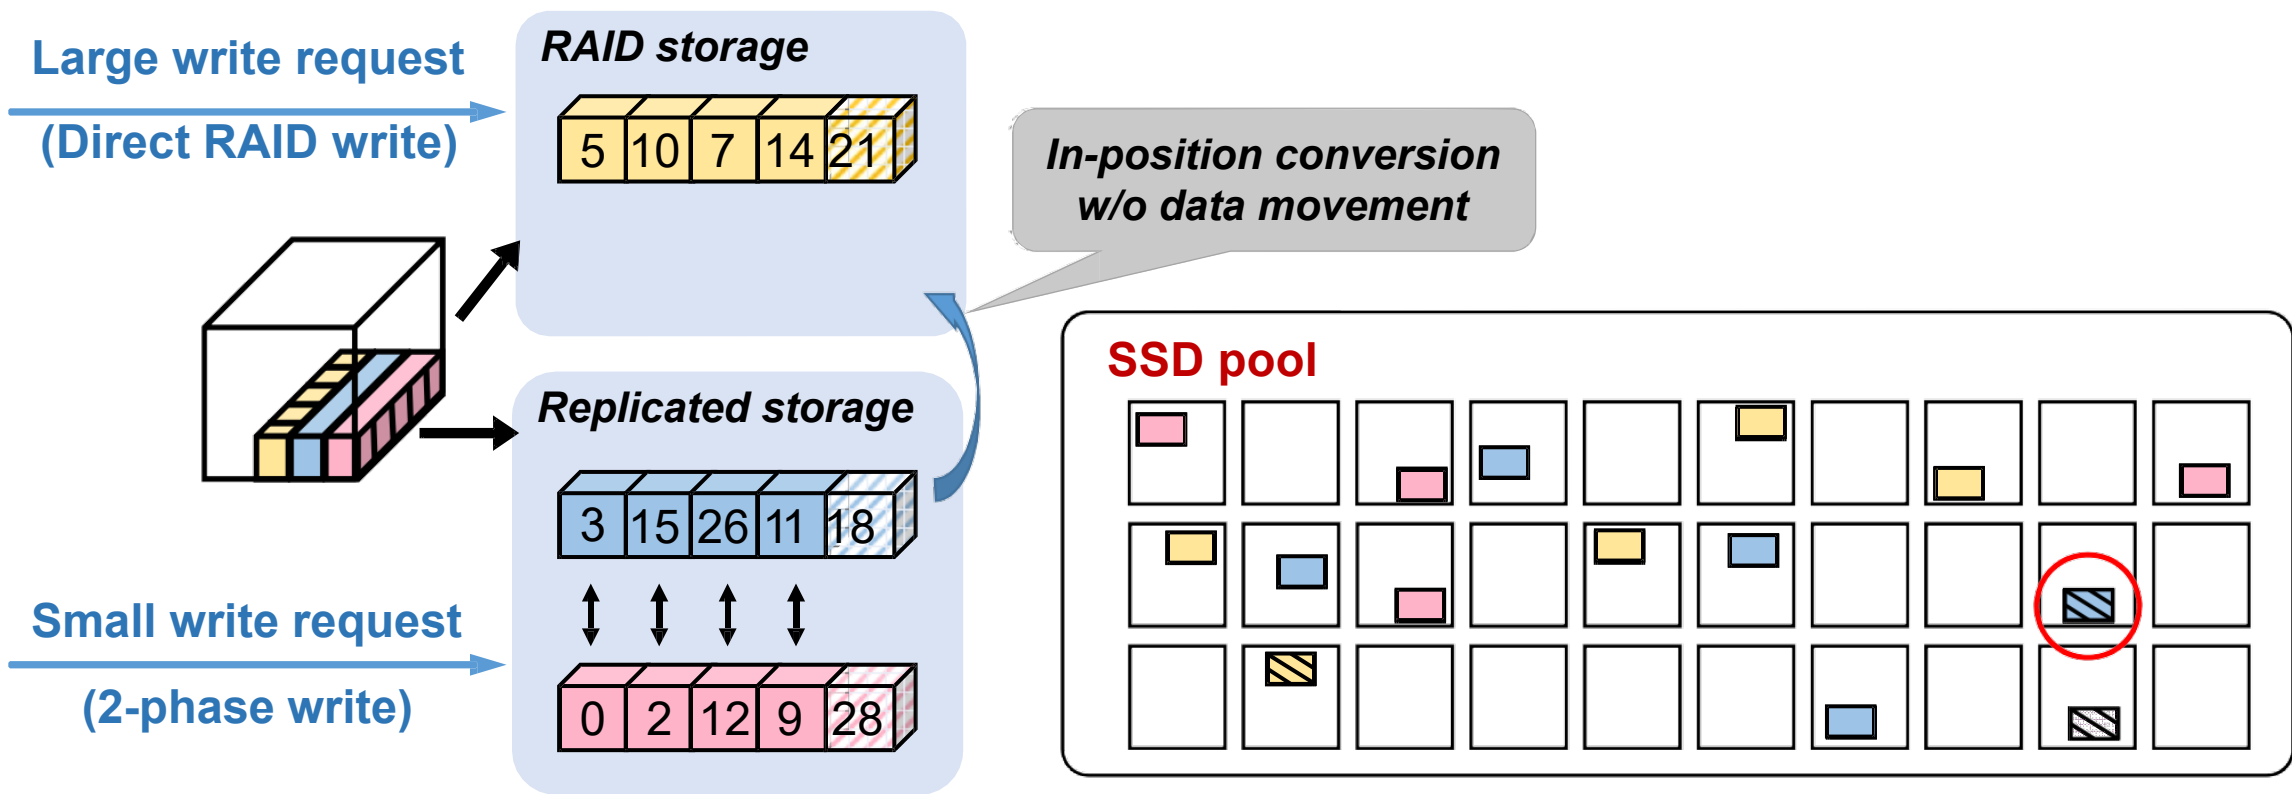 Large write request
(Direct RAID write)
RAID storage
5 10 7 14 21
In-position conversion
w/o data movement
Replicated storage
3 15 26 11 18
Small write request
(2-phase write)
0 2 12 9 28
SSD pool